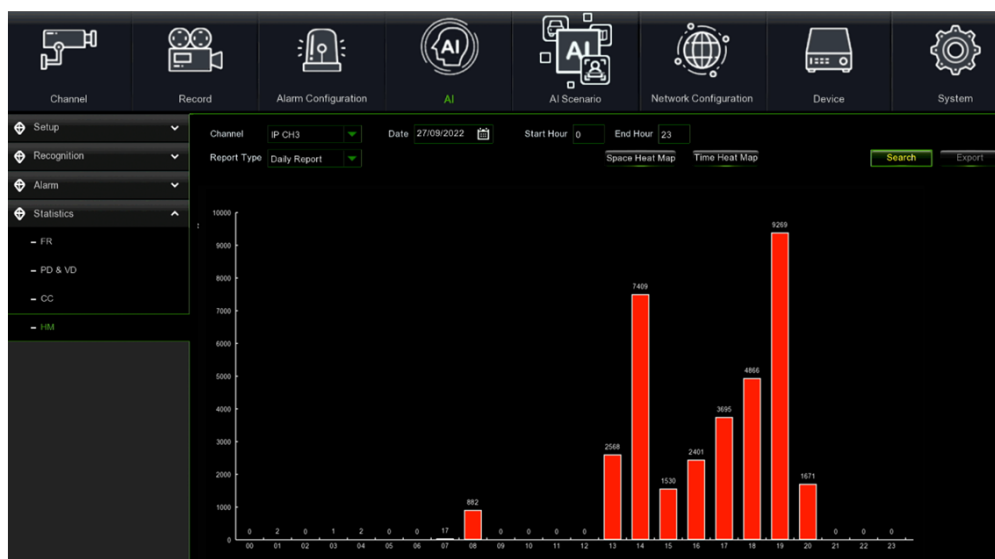 Channel Record Alarm Configuration AI AI Scenario Network Configuration Device System
Setup
Recognition
Alarm
Statistics
FR
PD & VD
CC
HM
Channel IP CH3 Date 27/09/2022 Start Hour 0 End Hour 23
Report Type Daily Report Space Heat Map Time Heat Map Search Export
10000
9000
8000
7000
6000
5000
4000
3000
2000
1000
0
0 2 0 1 2 0 0 17 882 0 0 0 0 2568 7409 1530 2401 3695 4866 9269 1671 0 0 0
00 01 02 03 04 05 06 07 08 09 10 11 12 13 14 15 16 17 18 19 20 21 22 23